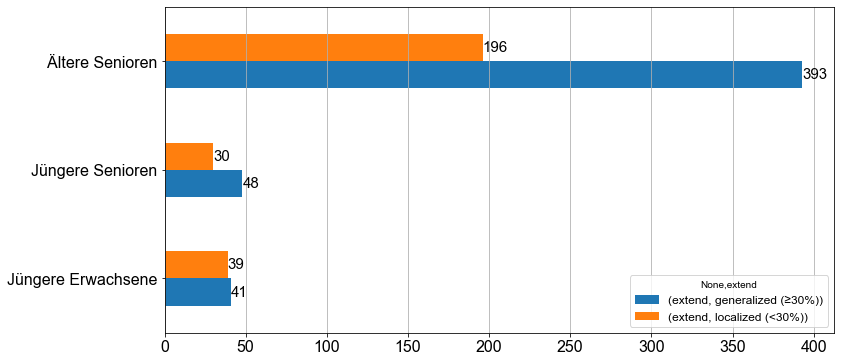 Ältere Senioren
196
393
Jüngere Senioren
30
48
Jüngere Erwachsene
39
41
None,extend
(extend, generalized (≥30%))
(extend, localized (<30%))
0 50 100 150 200 250 300 350 400